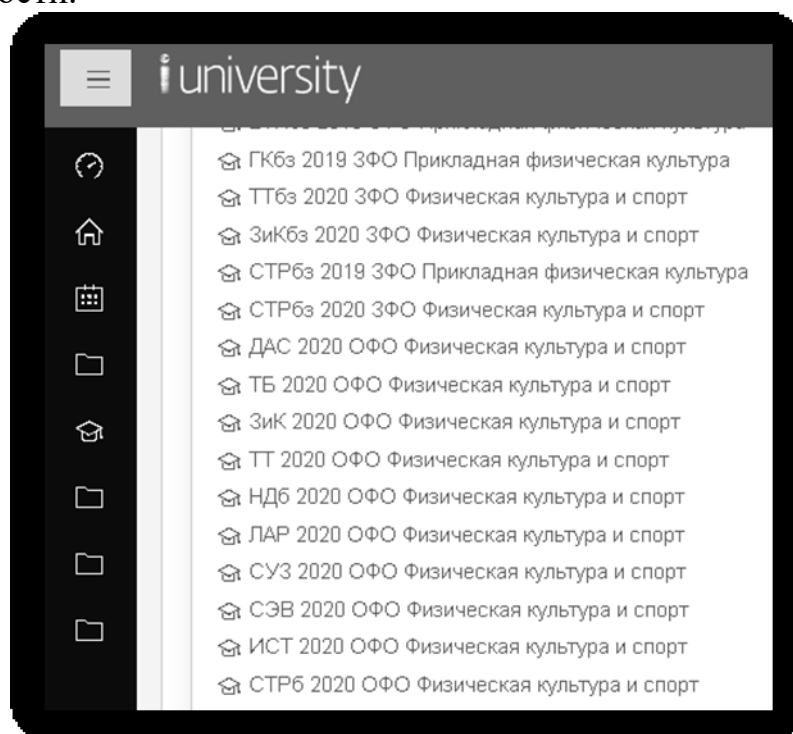 i university
ГКбз 2019 ЗФО Прикладная физическая культура
ТТбз 2020 ЗФО Физическая культура и спорт
ЗиКбз 2020 ЗФО Физическая культура и спорт
СТРбз 2019 ЗФО Прикладная физическая культура
СТРбз 2020 ЗФО Физическая культура и спорт
ДАС 2020 ОФО Физическая культура и спорт
ТБ 2020 ОФО Физическая культура и спорт
ЗиК 2020 ОФО Физическая культура и спорт
ТТ 2020 ОФО Физическая культура и спорт
НДб 2020 ОФО Физическая культура и спорт
ЛАР 2020 ОФО Физическая культура и спорт
СУЗ 2020 ОФО Физическая культура и спорт
СЭВ 2020 ОФО Физическая культура и спорт
ИСТ 2020 ОФО Физическая культура и спорт
СТРб 2020 ОФО Физическая культура и спорт